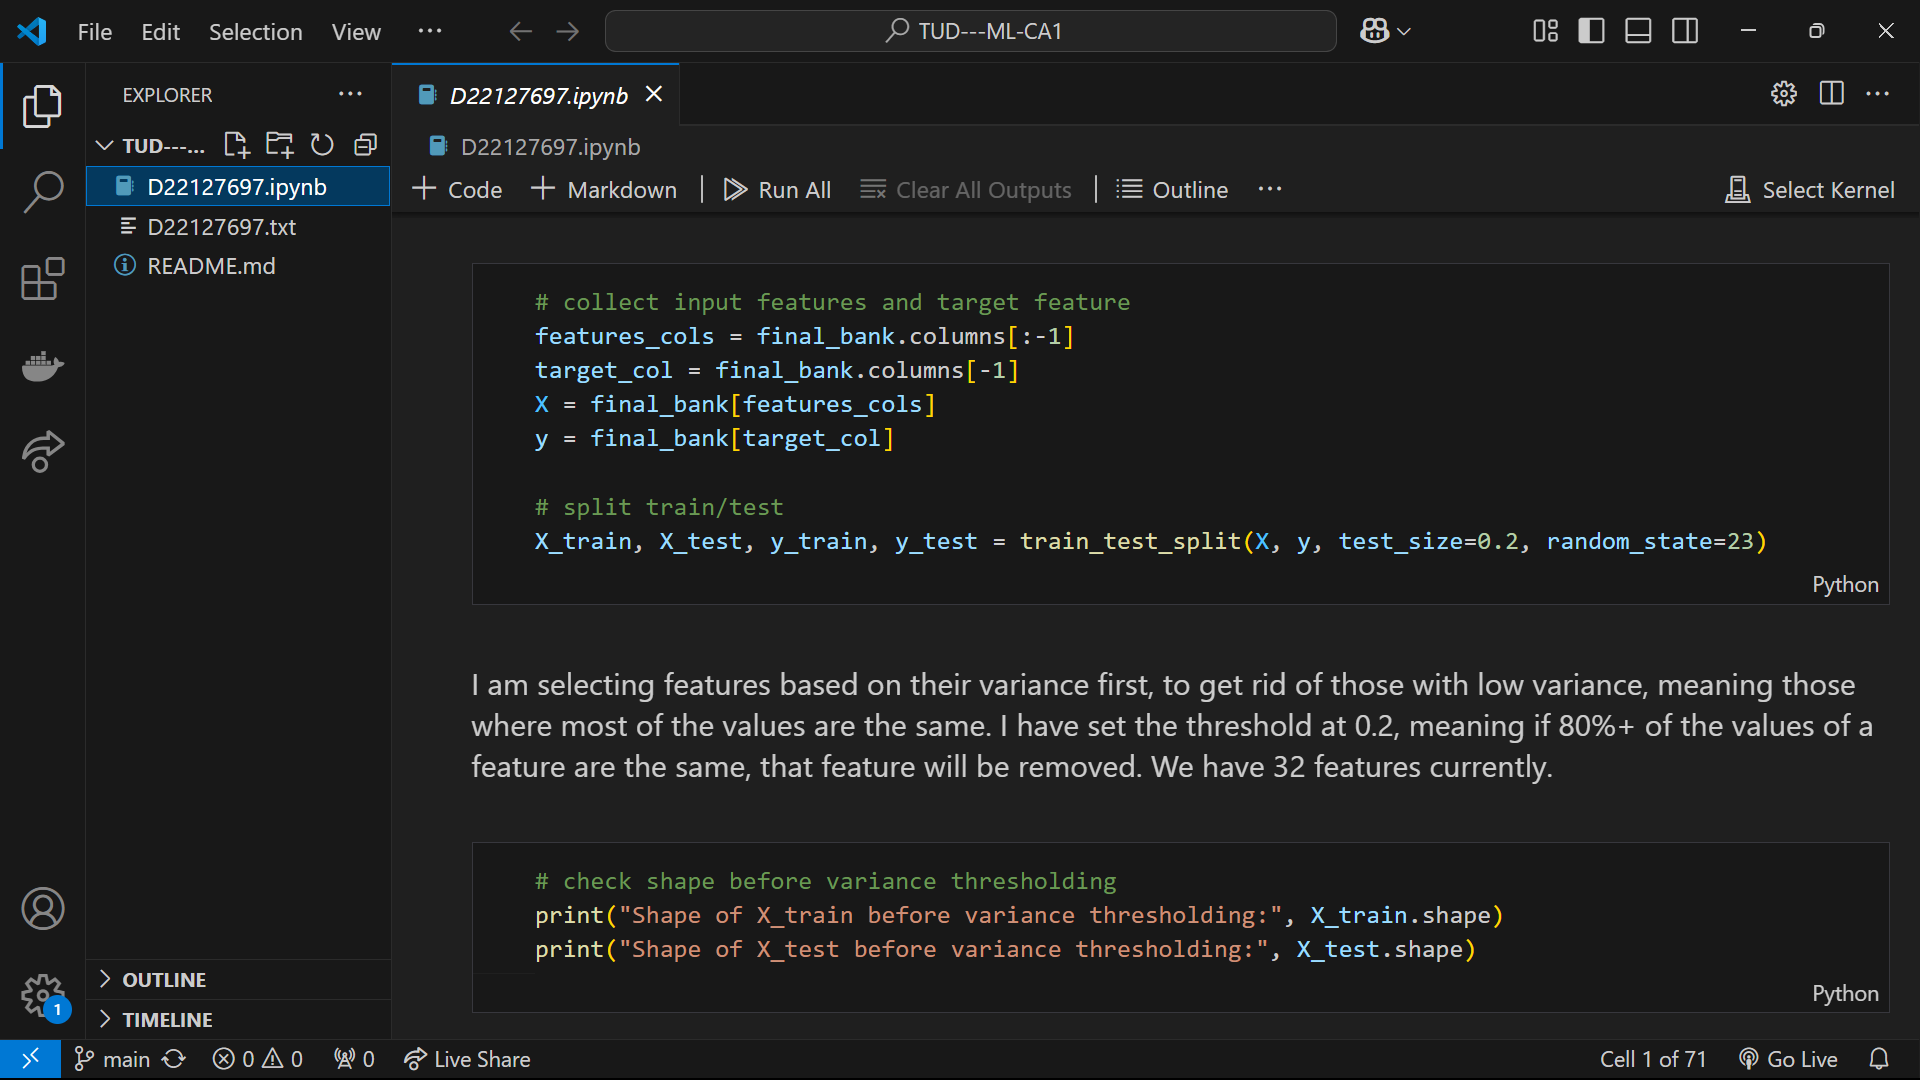 File Edit Selection View ··· TUD---ML-CA1
EXPLORER ···
TUD---...
D22127697.ipynb
D22127697.txt
README.md
OUTLINE
TIMELINE
D22127697.ipynb
D22127697.ipynb
Code Markdown | Run All Clear All Outputs | Outline ··· Select Kernel
# collect input features and target feature
features_cols = final_bank.columns[:-1]
target_col = final_bank.columns[-1]
X = final_bank[features_cols]
y = final_bank[target_col]
# split train/test
X_train, X_test, y_train, y_test = train_test_split(X, y, test_size=0.2, random_state=23)
Python
I am selecting features based on their variance first, to get rid of those with low variance, meaning those
where most of the values are the same. I have set the threshold at 0.2, meaning if 80%+ of the values of a
feature are the same, that feature will be removed. We have 32 features currently.
# check shape before variance thresholding
print("Shape of X_train before variance thresholding:", X_train.shape)
print("Shape of X_test before variance thresholding:", X_test.shape)
Python
1
main 0 0 0 Live Share Cell 1 of 71 Go Live